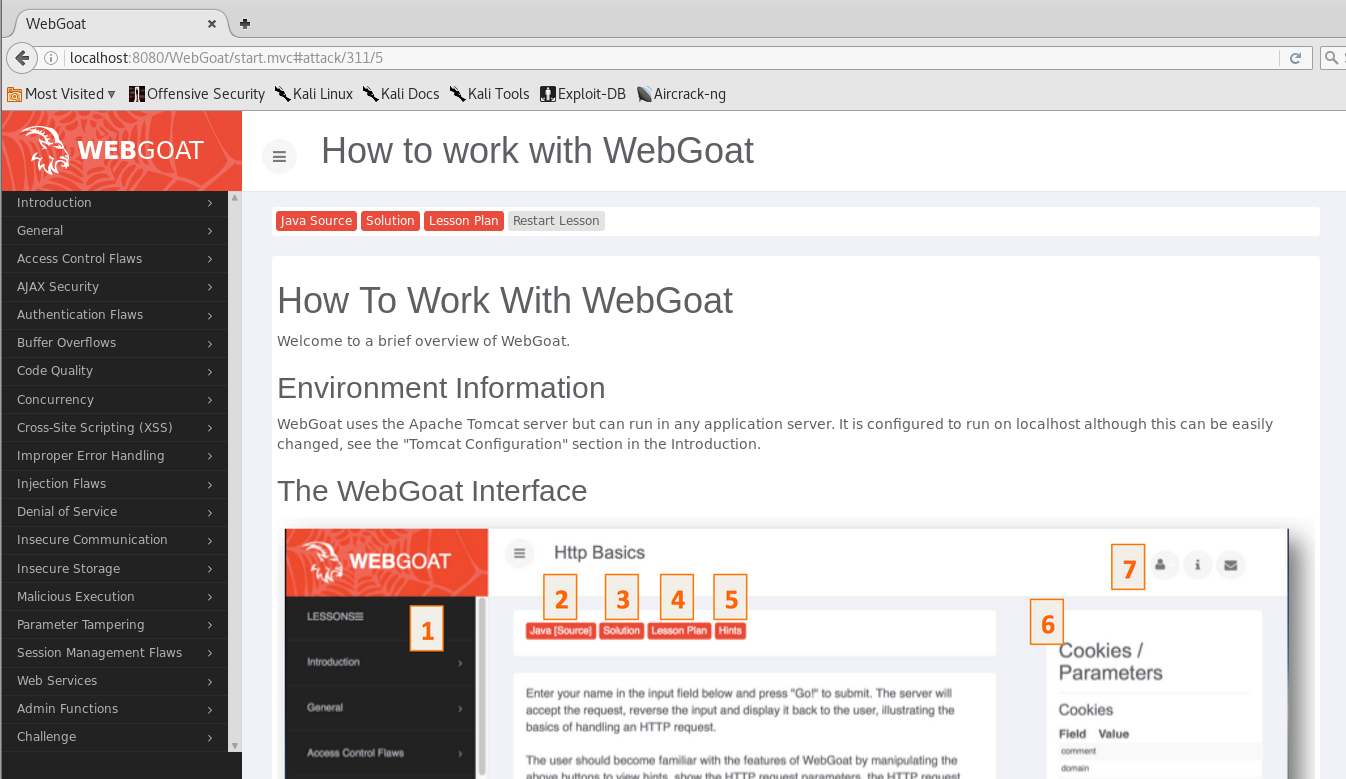 WebGoat
localhost:8080/WebGoat/start.mvc#attack/311/5
Most Visited Offensive Security Kali Linux Kali Docs Kali Tools Exploit-DB Aircrack-ng
WEBGOAT
How to work with WebGoat
Introduction
General
Access Control Flaws
AJAX Security
Authentication Flaws
Buffer Overflows
Code Quality
Concurrency
Cross-Site Scripting (XSS)
Improper Error Handling
Injection Flaws
Denial of Service
Insecure Communication
Insecure Storage
Malicious Execution
Parameter Tampering
Session Management Flaws
Web Services
Admin Functions
Challenge
Java Source Solution Lesson Plan Restart Lesson
How To Work With WebGoat
Welcome to a brief overview of WebGoat.
Environment Information
WebGoat uses the Apache Tomcat server but can run in any application server. It is configured to run on localhost although this can be easily
changed, see the "Tomcat Configuration" section in the Introduction.
The WebGoat Interface
WEBGOAT
Http Basics
7
2 3 4 5
Java [Source] Solution Lesson Plan Hints
LESSONS
1
Introduction
General
Access Control Flaws
Enter your name in the input field below and press "Go!" to submit. The server will
accept the request, reverse the input and display it back to the user, illustrating the
basics of handling an HTTP request.
The user should become familiar with the features of WebGoat by manipulating the
above buttons to view hints, show the HTTP request parameters, the HTTP request
6
Cookies /
Parameters
Cookies
Field Value
comment
domain